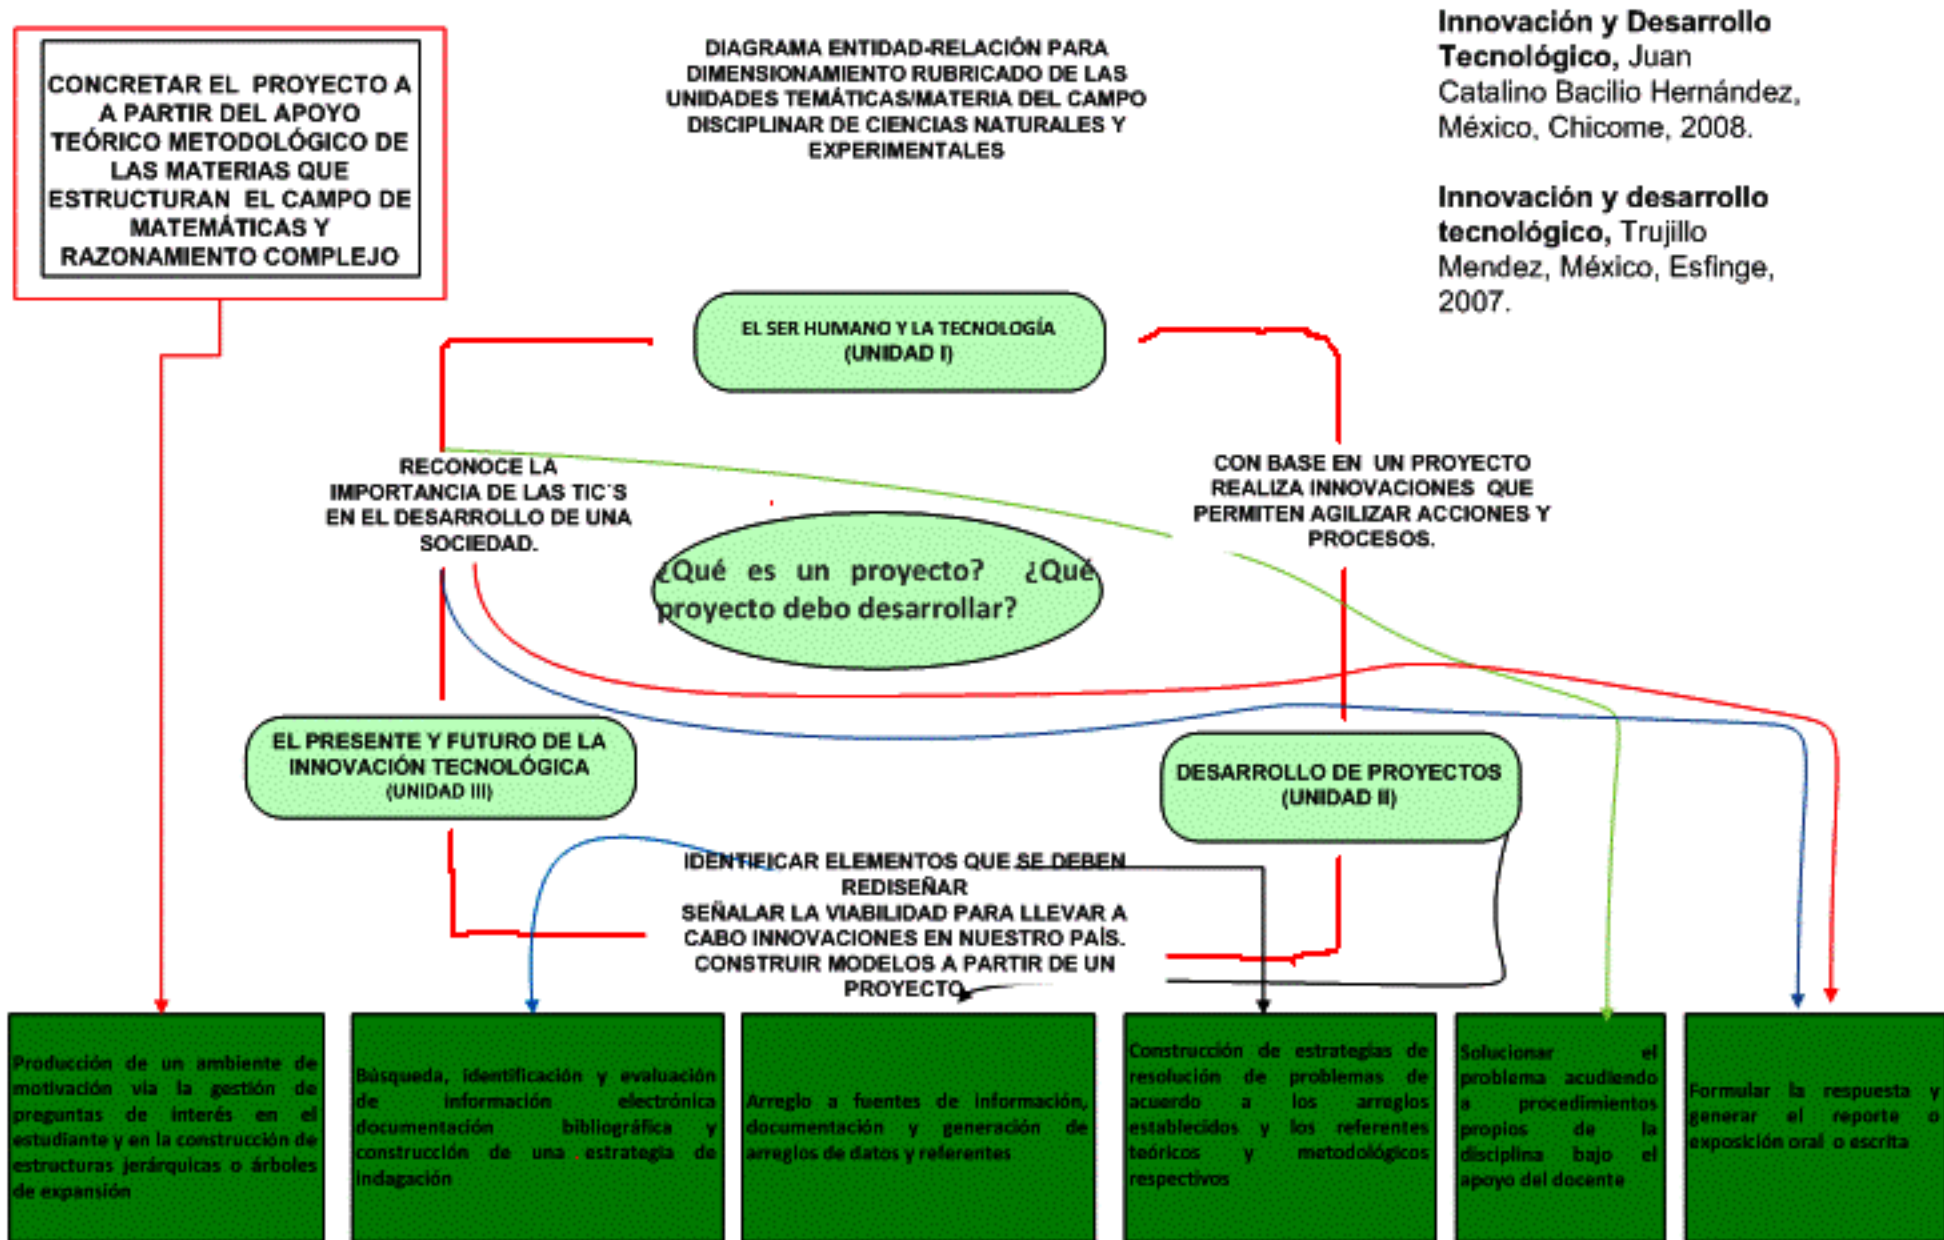 CONCRETAR EL PROYECTO A
A PARTIR DEL APOYO
TEÓRICO METODOLÓGICO DE
LAS MATERIAS QUE
ESTRUCTURAN EL CAMPO DE
MATEMÁTICAS Y
RAZONAMIENTO COMPLEJO
DIAGRAMA ENTIDAD-RELACIÓN PARA
DIMENSIONAMIENTO RUBRICADO DE LAS
UNIDADES TEMÁTICAS/MATERIA DEL CAMPO
DISCIPLINAR DE CIENCIAS NATURALES Y
EXPERIMENTALES
Innovación y Desarrollo
Tecnológico, Juan
Catalino Bacilio Hernández,
México, Chicome, 2008.
Innovación y desarrollo
tecnológico, Trujillo
Mendez, México, Esfinge,
2007.
EL SER HUMANO Y LA TECNOLOGÍA
(UNIDAD I)
RECONOCE LA
IMPORTANCIA DE LAS TIC´S
EN EL DESARROLLO DE UNA
SOCIEDAD.
¿Qué es un proyecto? ¿Qué
proyecto debo desarrollar?
CON BASE EN UN PROYECTO
REALIZA INNOVACIONES QUE
PERMITEN AGILIZAR ACCIONES Y
PROCESOS.
EL PRESENTE Y FUTURO DE LA
INNOVACIÓN TECNOLÓGICA
(UNIDAD III)
DESARROLLO DE PROYECTOS
(UNIDAD II)
IDENTIFICAR ELEMENTOS QUE SE DEBEN
REDISEÑAR
SEÑALAR LA VIABILIDAD PARA LLEVAR A
CABO INNOVACIONES EN NUESTRO PAÍS.
CONSTRUIR MODELOS A PARTIR DE UN
PROYECTO
Producción de un ambiente de
motivación vía la gestión de
preguntas de interés en el
estudiante y en la construcción de
estructuras jerárquicas o árboles
de expansión
Búsqueda, identificación y evaluación
de información electrónica
documentación bibliográfica y
construcción de una estrategia de
indagación
Arreglo a fuentes de información,
documentación y generación de
arreglos de datos y referentes
Construcción de estrategias de
resolución de problemas de
acuerdo a los arreglos
establecidos y los referentes
teóricos y metodológicos
respectivos
Solucionar el
problema acudiendo
a procedimientos
propios de la
disciplina bajo el
apoyo del docente
Formular la respuesta y
generar el reporte o
exposición oral o escrita